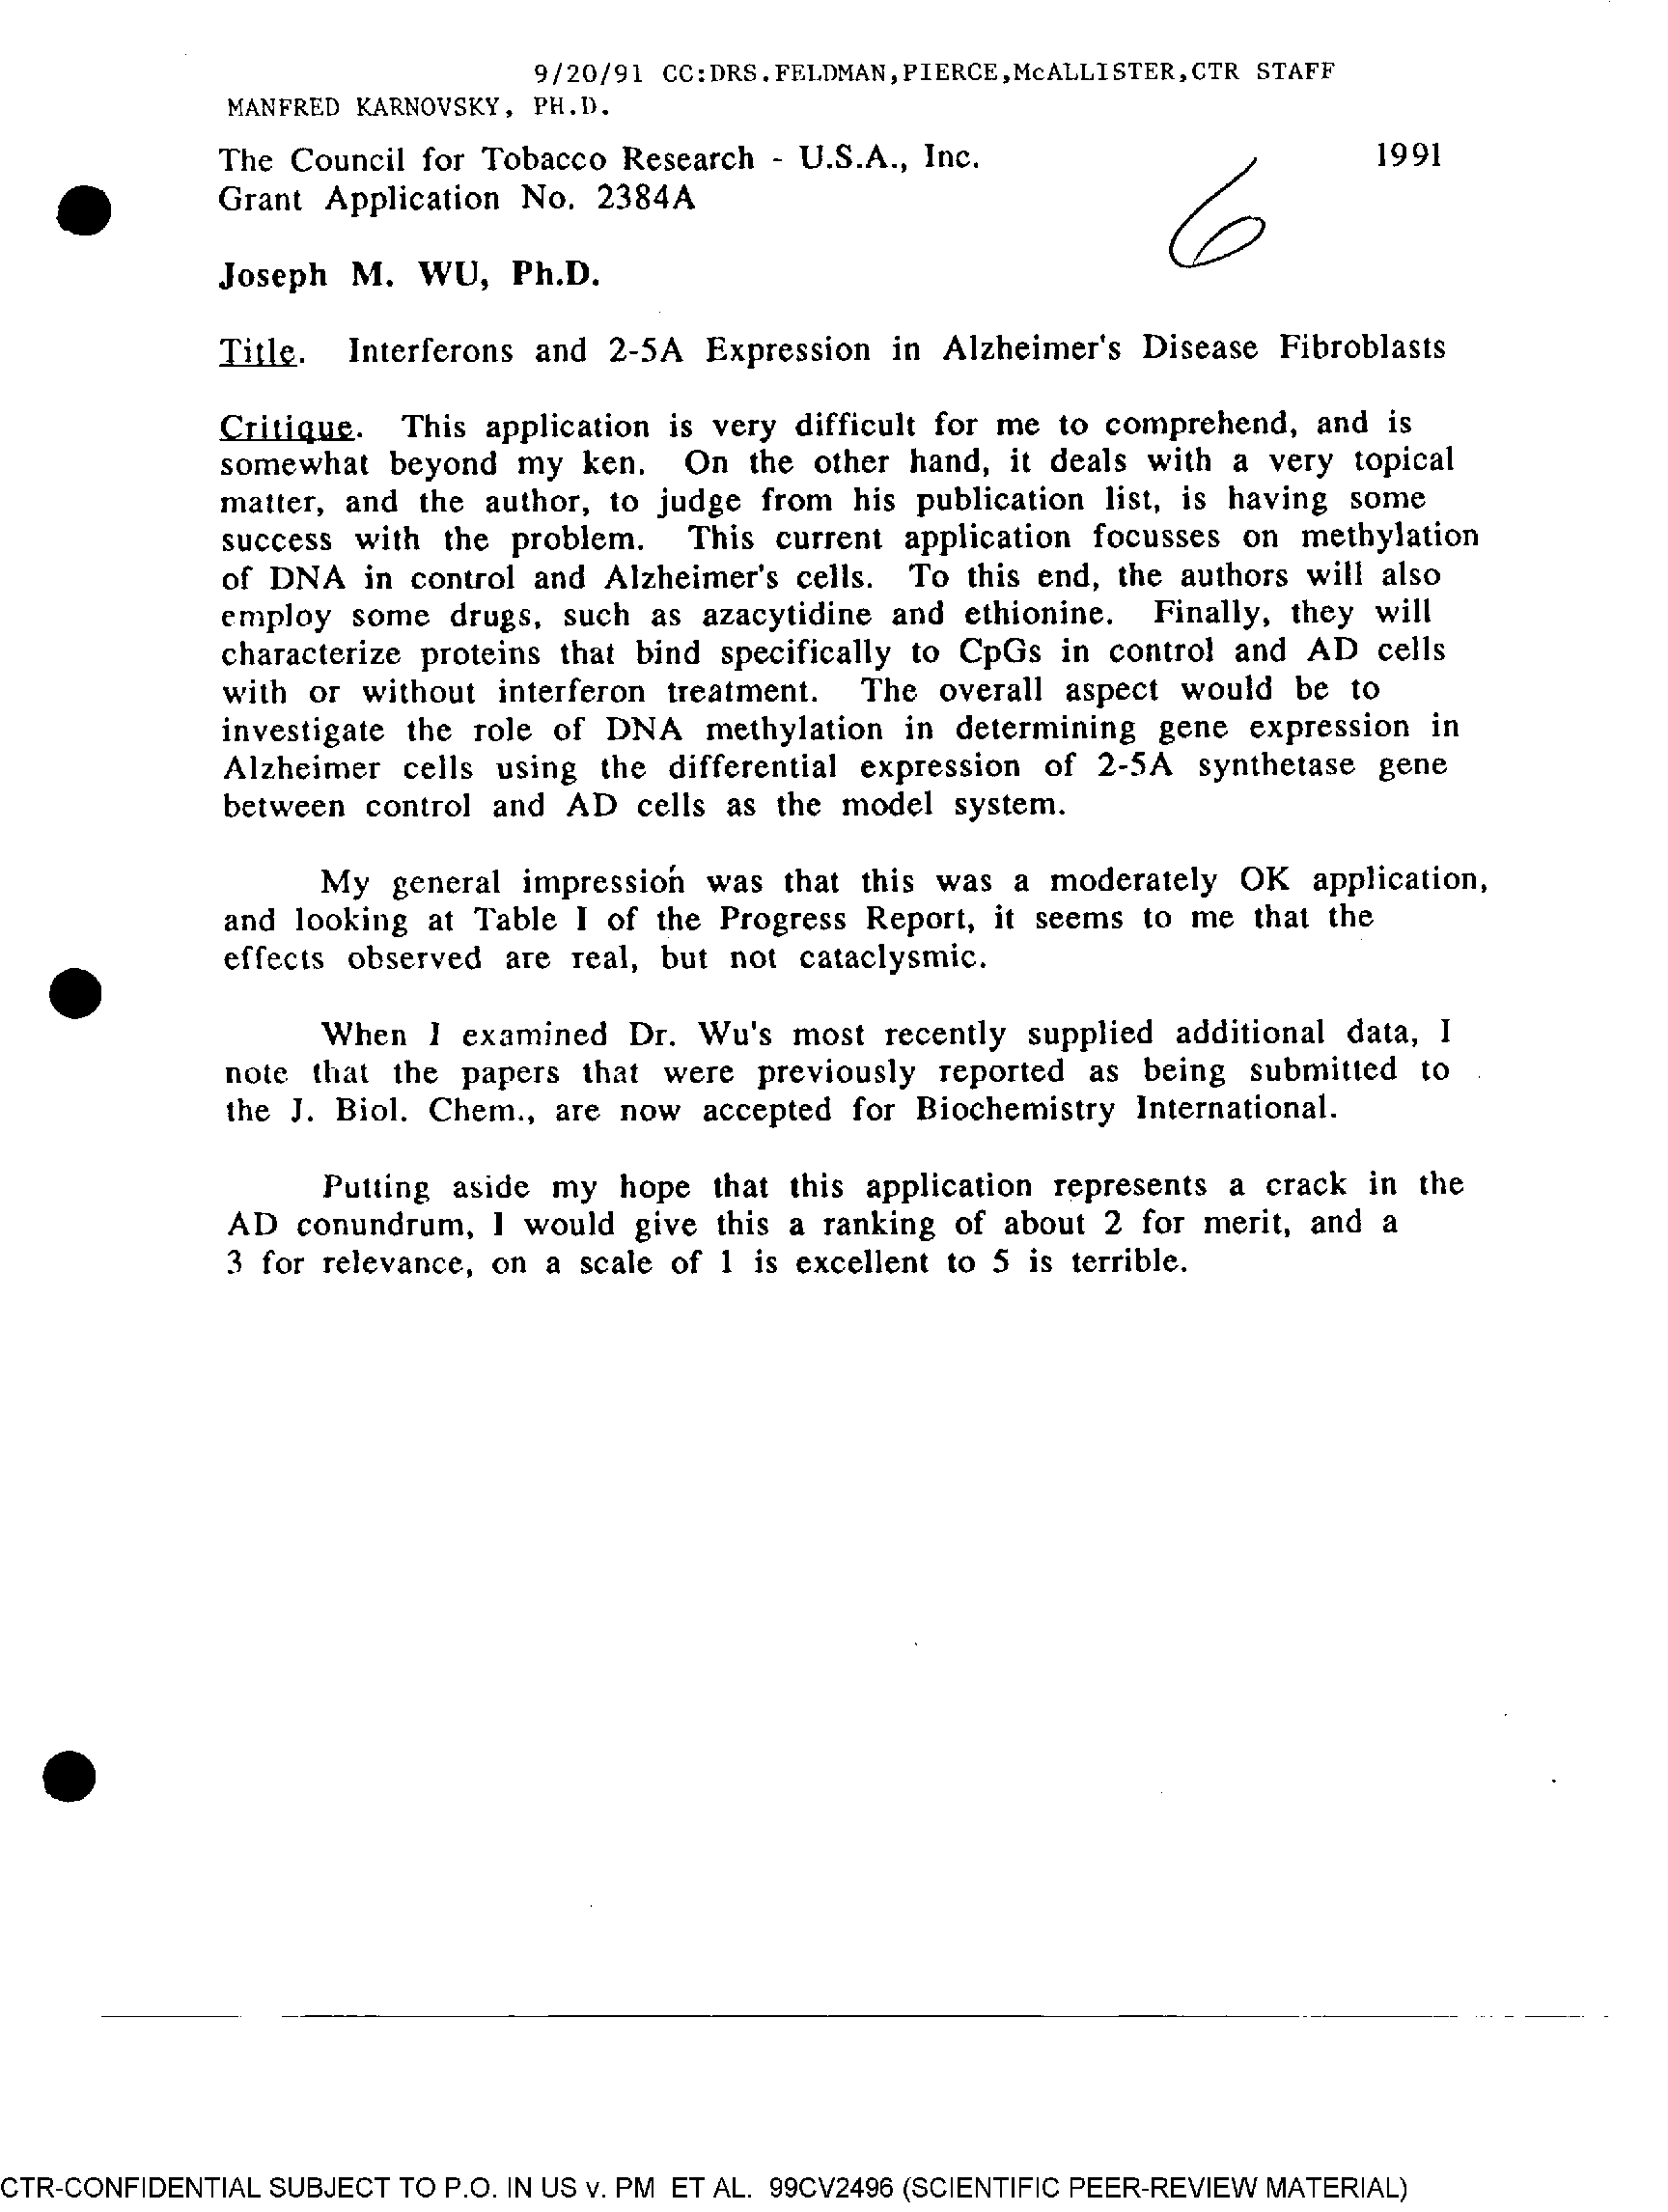 9/20/91 CC:DRS.FELDMAN,PIERCE,McALLISTER,CTR STAFF
MANFRED KARNOVSKY, PH.D.
The Council for Tobacco Research - U.S.A., Inc. 1991
Grant Application No. 2384A
6
Joseph M. WU, Ph.D.
Title. Interferons and 2-5A Expression in Alzheimer's Disease Fibroblasts
Critique. This application is very difficult for me to comprehend, and is
somewhat beyond my ken. On the other hand, it deals with a very topical
matter, and the author, to judge from his publication list, is having some
success with the problem. This current application focusses on methylation
of DNA in control and Alzheimer's cells. To this end, the authors will also
employ some drugs, such as azacytidine and ethionine. Finally, they will
characterize proteins that bind specifically to CpGs in control and AD cells
with or without interferon treatment. The overall aspect would be to
investigate the role of DNA methylation in determining gene expression in
Alzheimer cells using the differential expression of 2-5A synthetase gene
between control and AD cells as the model system.
My general impression was that this was a moderately OK application,
and looking at Table I of the Progress Report, it seems to me that the
effects observed are real, but not cataclysmic.
When I examined Dr. Wu's most recently supplied additional data, I
note that the papers that were previously reported as being submitted to
the J. Biol. Chem., are now accepted for Biochemistry International.
Putting aside my hope that this application represents a crack in the
AD conundrum, I would give this a ranking of about 2 for merit, and a
3 for relevance, on a scale of 1 is excellent to 5 is terrible.
CTR-CONFIDENTIAL SUBJECT TO P.O. IN US v. PM ET AL. 99CV2496 (SCIENTIFIC PEER-REVIEW MATERIAL)